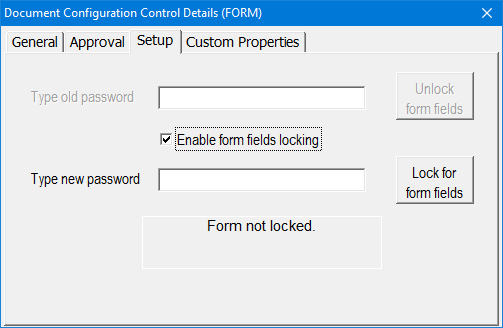 Document Configuration Control Details (FORM)
General Approval Setup Custom Properties
Type old password
Unlock
form fields
Enable form fields locking
Type new password
Lock for
form fields
Form not locked.